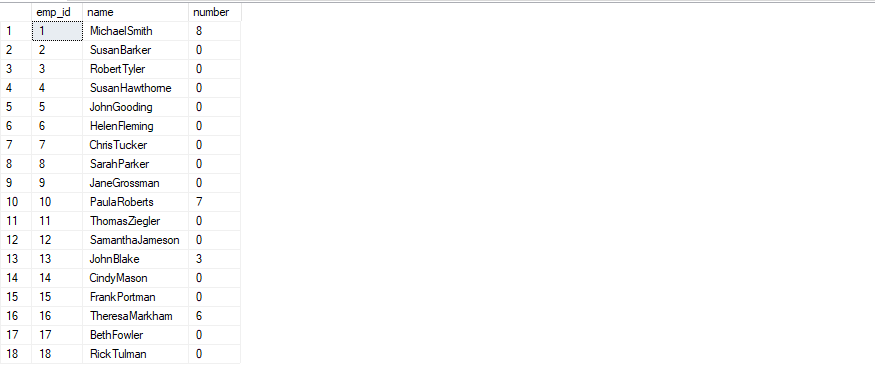 emp_id name number
1 1 MichaelSmith 8
2 2 SusanBarker 0
3 3 RobertTyler 0
4 4 SusanHawthorne 0
5 5 JohnGooding 0
6 6 HelenFleming 0
7 7 ChrisTucker 0
8 8 SarahParker 0
9 9 JaneGrossman 0
10 10 PaulaRoberts 7
11 11 ThomasZiegler 0
12 12 SamanthaJameson 0
13 13 JohnBlake 3
14 14 CindyMason 0
15 15 FrankPortman 0
16 16 TheresaMarkham 6
17 17 BethFowler 0
18 18 RickTulman 0